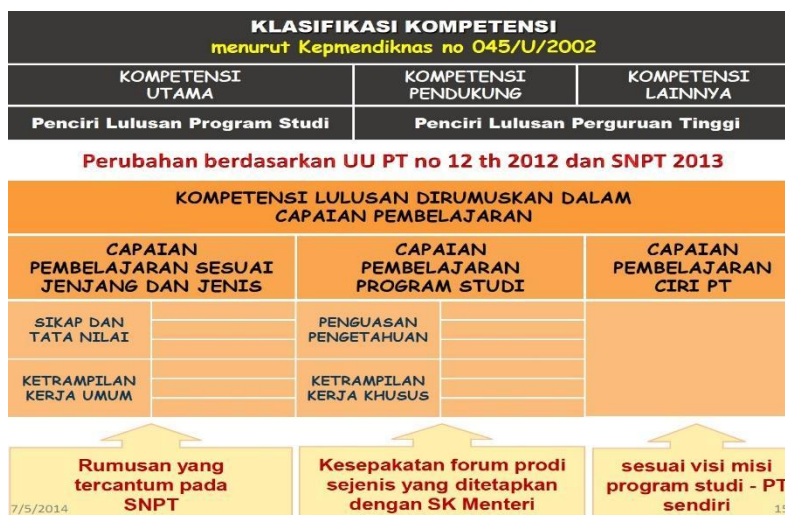 KLASIFIKASI KOMPETENSI
menurut Kepmendiknas no 045/U/2002
KOMPETENSI
UTAMA
KOMPETENSI
PENDUKUNG
KOMPETENSI
LAINNYA
Penciri Lulusan Program Studi
Penciri Lulusan Perguruan Tinggi
Perubahan berdasarkan UU PT no 12 th 2012 dan SNPT 2013
KOMPETENSI LULUSAN DIRUMUSKAN DALAM
CAPAIAN PEMBELAJARAN
CAPAIAN
PEMBELAJARAN SESUAI
JENJANG DAN JENIS
CAPAIAN
PEMBELAJARAN
PROGRAM STUDI
CAPAIAN
PEMBELAJARAN
CIRI PT
SIKAP DAN
TATA NILAI
PENGUASAN
PENGETAHUAN
KETRAMPILAN
KERJA UMUM
KETRAMPILAN
KERJA KHUSUS
Rumusan yang
tercantum pada
SNPT
Kesepakatan forum prodi
sejenis yang ditetapkan
dengan SK Menteri
sesuai visi misi
program studi - PT
sendiri
7/5/2014
15